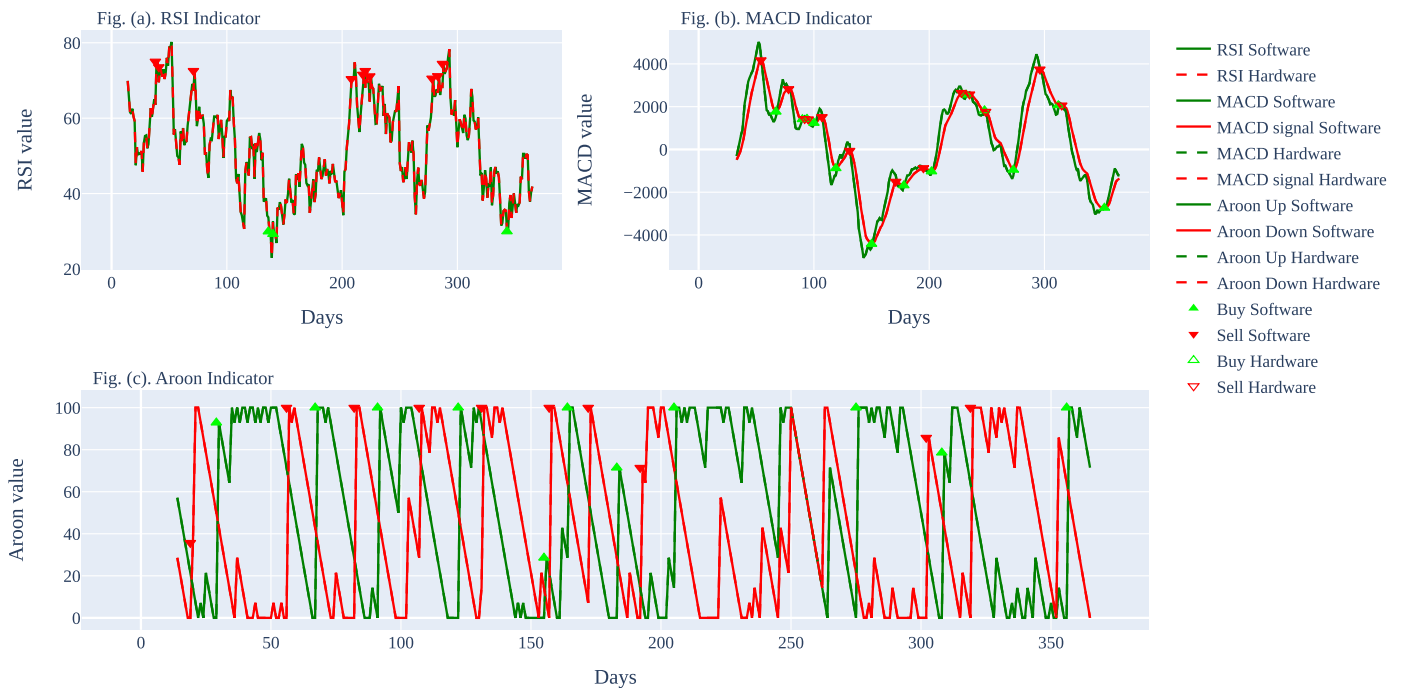 Fig. (a). RSI Indicator
80
60
40
20
RSI value
0
100
200
300
Days
Fig. (b). MACD Indicator
4000
2000
0
−2000
−4000
MACD value
0
100
200
300
Days
RSI Software
RSI Hardware
MACD Software
MACD signal Software
MACD Hardware
MACD signal Hardware
Aroon Up Software
Aroon Down Software
Aroon Up Hardware
Aroon Down Hardware
Buy Software
Sell Software
Buy Hardware
Sell Hardware
Fig. (c). Aroon Indicator
100
80
60
40
20
0
Aroon value
0
50
100
150
200
250
300
350
Days